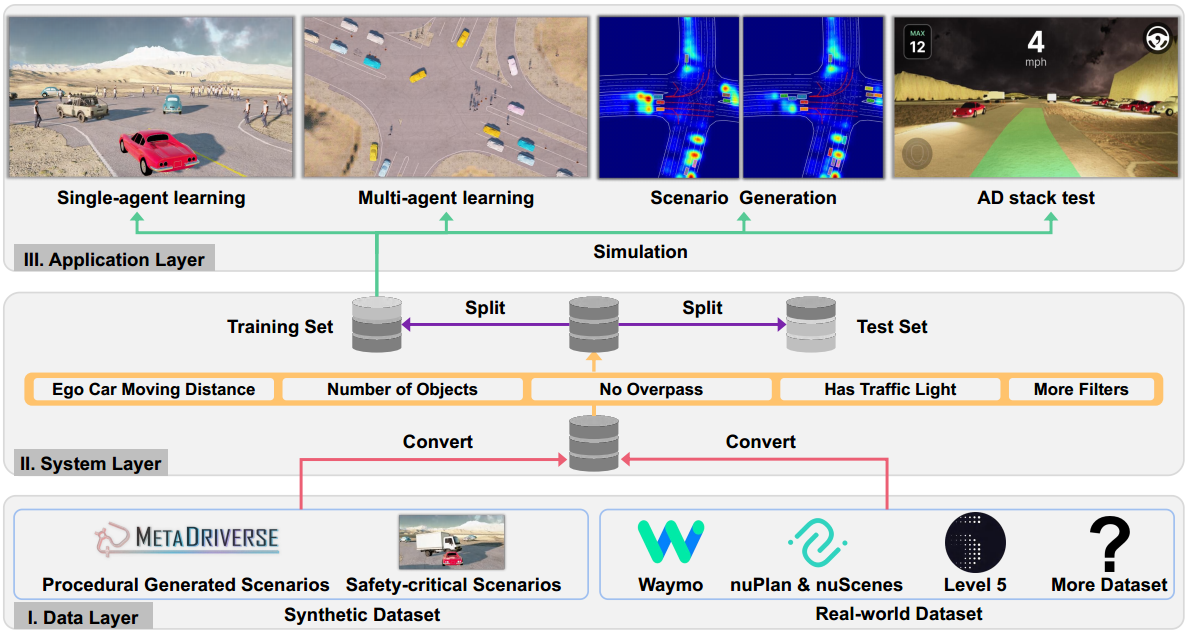 MAX
12
4
mph
Single-agent learning
Multi-agent learning
Scenario Generation
AD stack test
Simulation
III. Application Layer
Training Set
Split
Split
Test Set
Ego Car Moving Distance
Number of Objects
No Overpass
Has Traffic Light
More Filters
Convert
Convert
II. System Layer
METADRIVERSE
Procedural Generated Scenarios
Safety-critical Scenarios
Waymo
nuPlan & nuScenes
Level 5
?
More Dataset
I. Data Layer
Synthetic Dataset
Real-world Dataset